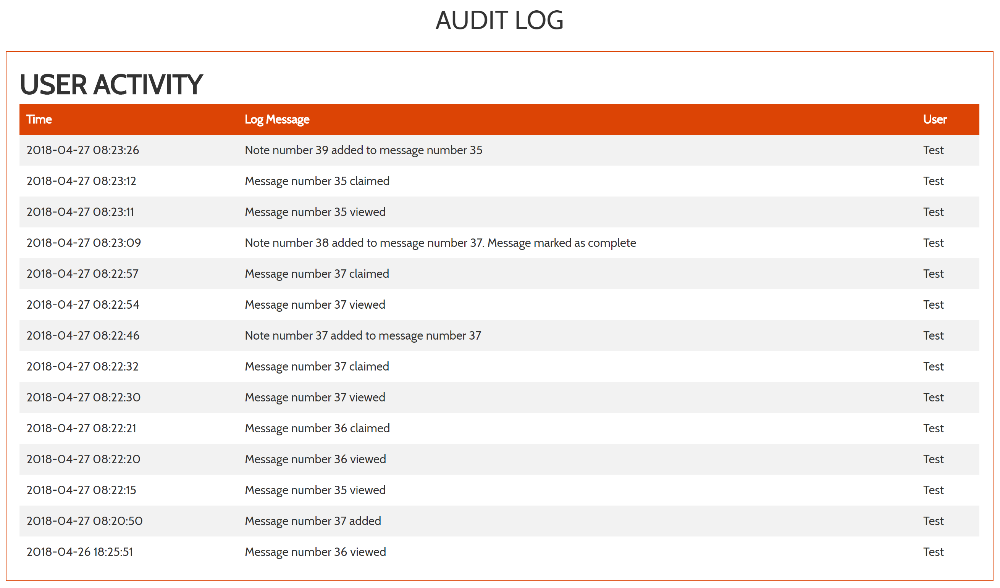 AUDIT LOG
USER ACTIVITY
Time Log Message User
2018-04-27 08:23:26 Note number 39 added to message number 35 Test
2018-04-27 08:23:12 Message number 35 claimed Test
2018-04-27 08:23:11 Message number 35 viewed Test
2018-04-27 08:23:09 Note number 38 added to message number 37. Message marked as complete Test
2018-04-27 08:22:57 Message number 37 claimed Test
2018-04-27 08:22:54 Message number 37 viewed Test
2018-04-27 08:22:46 Note number 37 added to message number 37 Test
2018-04-27 08:22:32 Message number 37 claimed Test
2018-04-27 08:22:30 Message number 37 viewed Test
2018-04-27 08:22:21 Message number 36 claimed Test
2018-04-27 08:22:20 Message number 36 viewed Test
2018-04-27 08:22:15 Message number 35 viewed Test
2018-04-27 08:20:50 Message number 37 added Test
2018-04-26 18:25:51 Message number 36 viewed Test